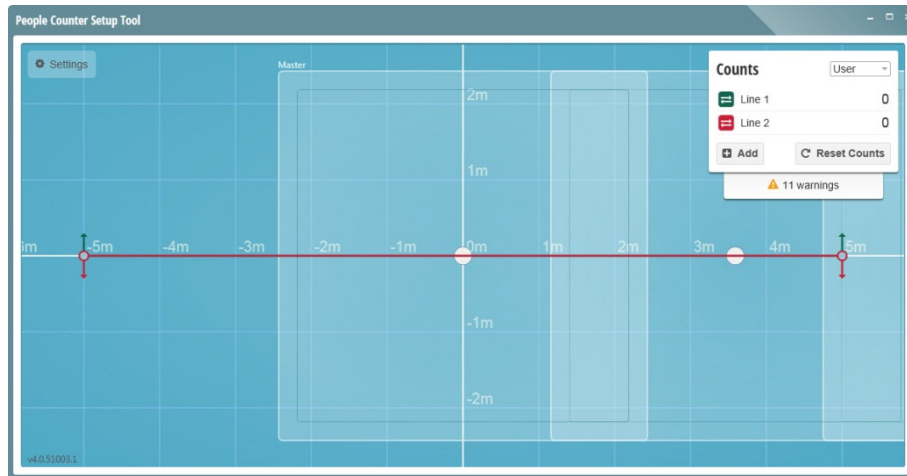 People Counter Setup Tool
Settings
Master
Counts
User
Line 1 0
Line 2 0
Add
Reset Counts
11 warnings
2m
1m
6m -5m -4m -3m -2m -1m 0m 1m 2m 3m 4m 5m
-1m
-2m
v4.0.51003.1